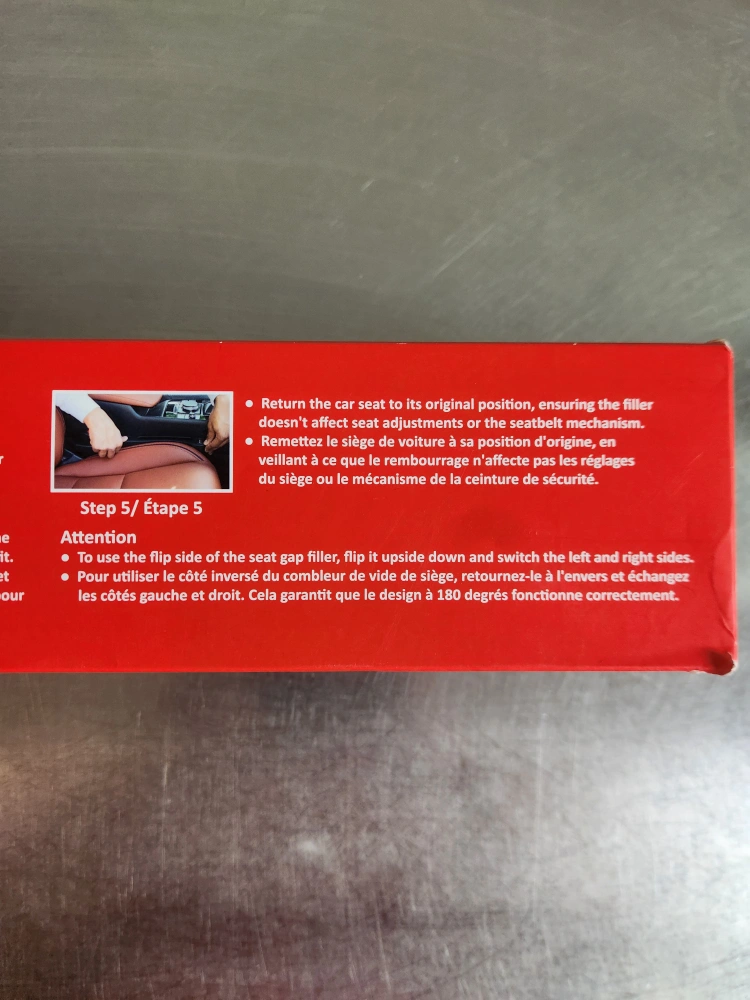 • Return the car seat to its original position, ensuring the filler
doesn't affect seat adjustments or the seatbelt mechanism.
• Remettez le siège de voiture à sa position d'origine, en
veillant à ce que le rembourrage n'affecte pas les réglages
du siège ou le mécanisme de la ceinture de sécurité.
Step 5/ Étape 5
Attention
• To use the flip side of the seat gap filler, flip it upside down and switch the left and right sides.
• Pour utiliser le côté inversé du combleur de vide de siège, retournez-le à l'envers et échangez
les côtés gauche et droit. Cela garantit que le design à 180 degrés fonctionne correctement.